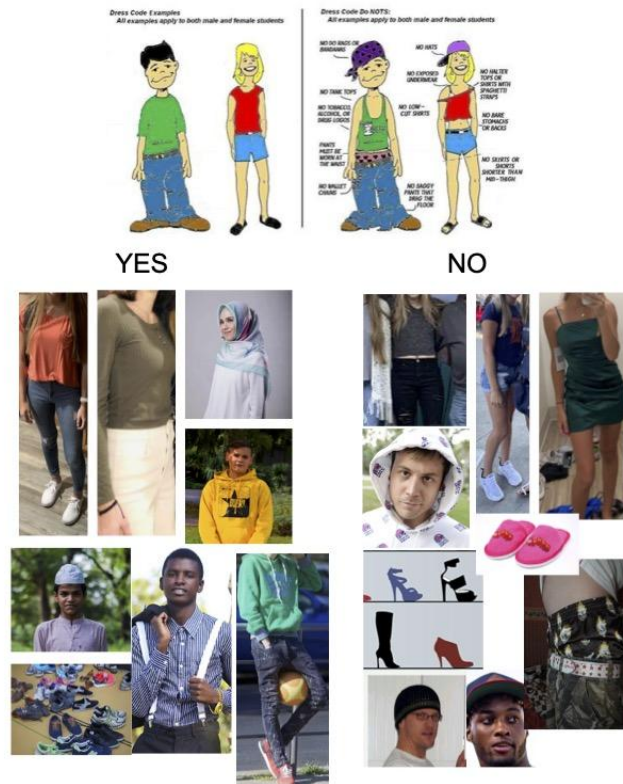 Dress Code Examples
All examples apply to both male and female students
Dress Code Do NOTS:
All examples apply to both male and female students
NO DO-RAGS OR
BANDANAS
NO TANK TOPS
NO TOBACCO,
ALCOHOL, OR
DRUG LOGOS
PANTS
MUST BE
WORN AT
THE WAIST
NO WALLET
CHAINS
NO HATS
NO EXPOSED
UNDERWEAR
NO LOW-
CUT SHIRTS
NO BAGGY
PANTS THAT
DRAG THE
FLOOR
NO HALTER
TOPS OR
SHIRTS WITH
SPAGHETTI
STRAPS
NO BARE
STOMACHS
OR BACKS
NO SKIRTS OR
SHORTS
SHORTER THAN
MID-THIGH
YES
NO